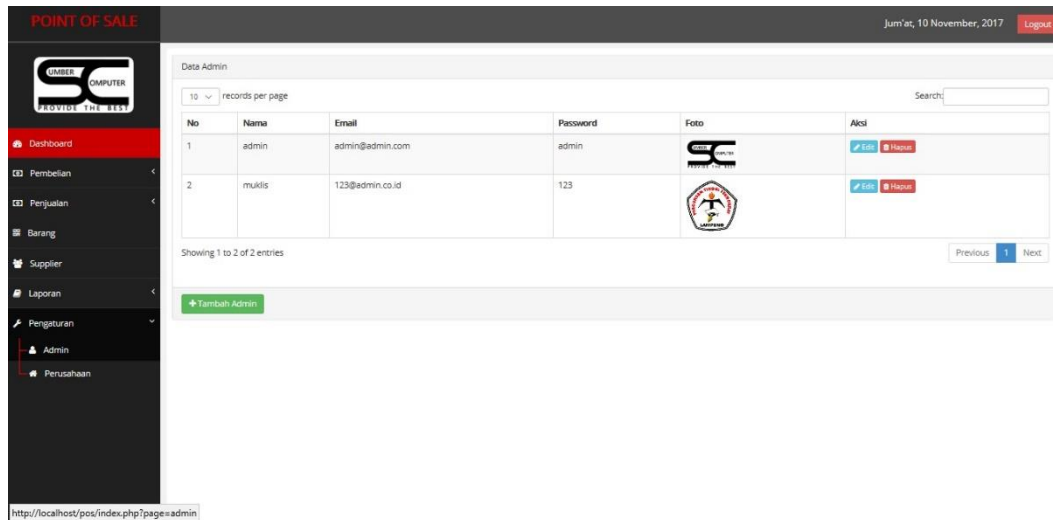 POINT OF SALE
Jum'at, 10 November, 2017 Logout
UMBER
OMPUTER
PROVIDE THE BEST
Data Admin
10 records per page Search:
No Nama Email Password Foto Aksi
1 admin admin@admin.com admin Edit Hapus
2 muklis 123@admin.co.id 123 Edit Hapus
LAMPUNG
Showing 1 to 2 of 2 entries Previous 1 Next
+Tambah Admin
Dashboard
Pembelian
Penjualan
Barang
Supplier
Laporan
Pengaturan
Admin
Perusahaan
http://localhost/pos/index.php?page=admin